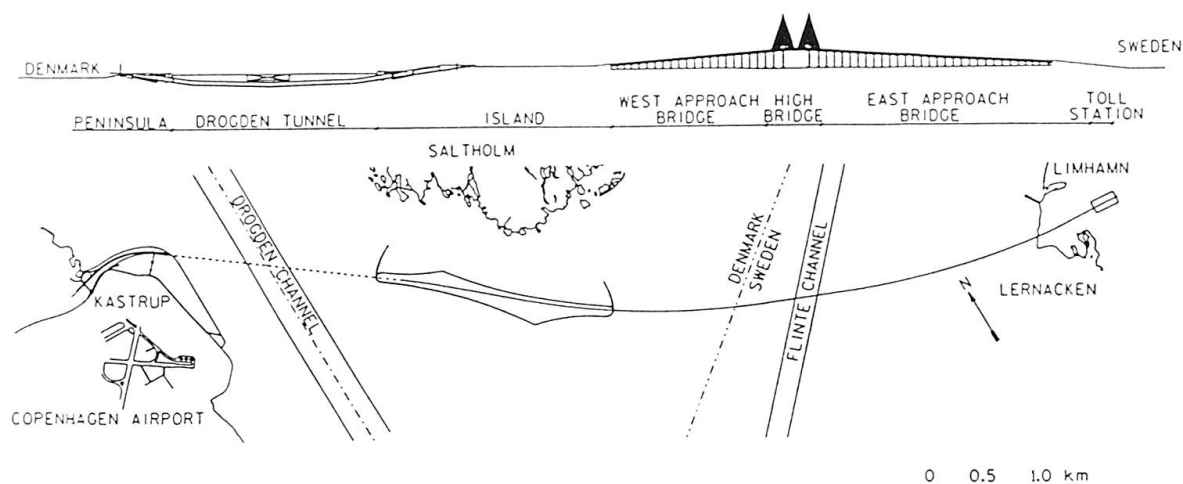 DENMARK
SWEDEN
WEST APPROACH
BRIDGE
HIGH
BRIDGE
EAST APPROACH
BRIDGE
TOLL
STATION
PENINSULA
DROGDEN TUNNEL
ISLAND
SALTHOLM
LIMHAMN
DROGDEN CHANNEL
DENMARK
SWEDEN
FLINTE CHANNEL
N
LERNACKEN
KASTRUP
COPENHAGEN AIRPORT
0 0.5 1.0 km